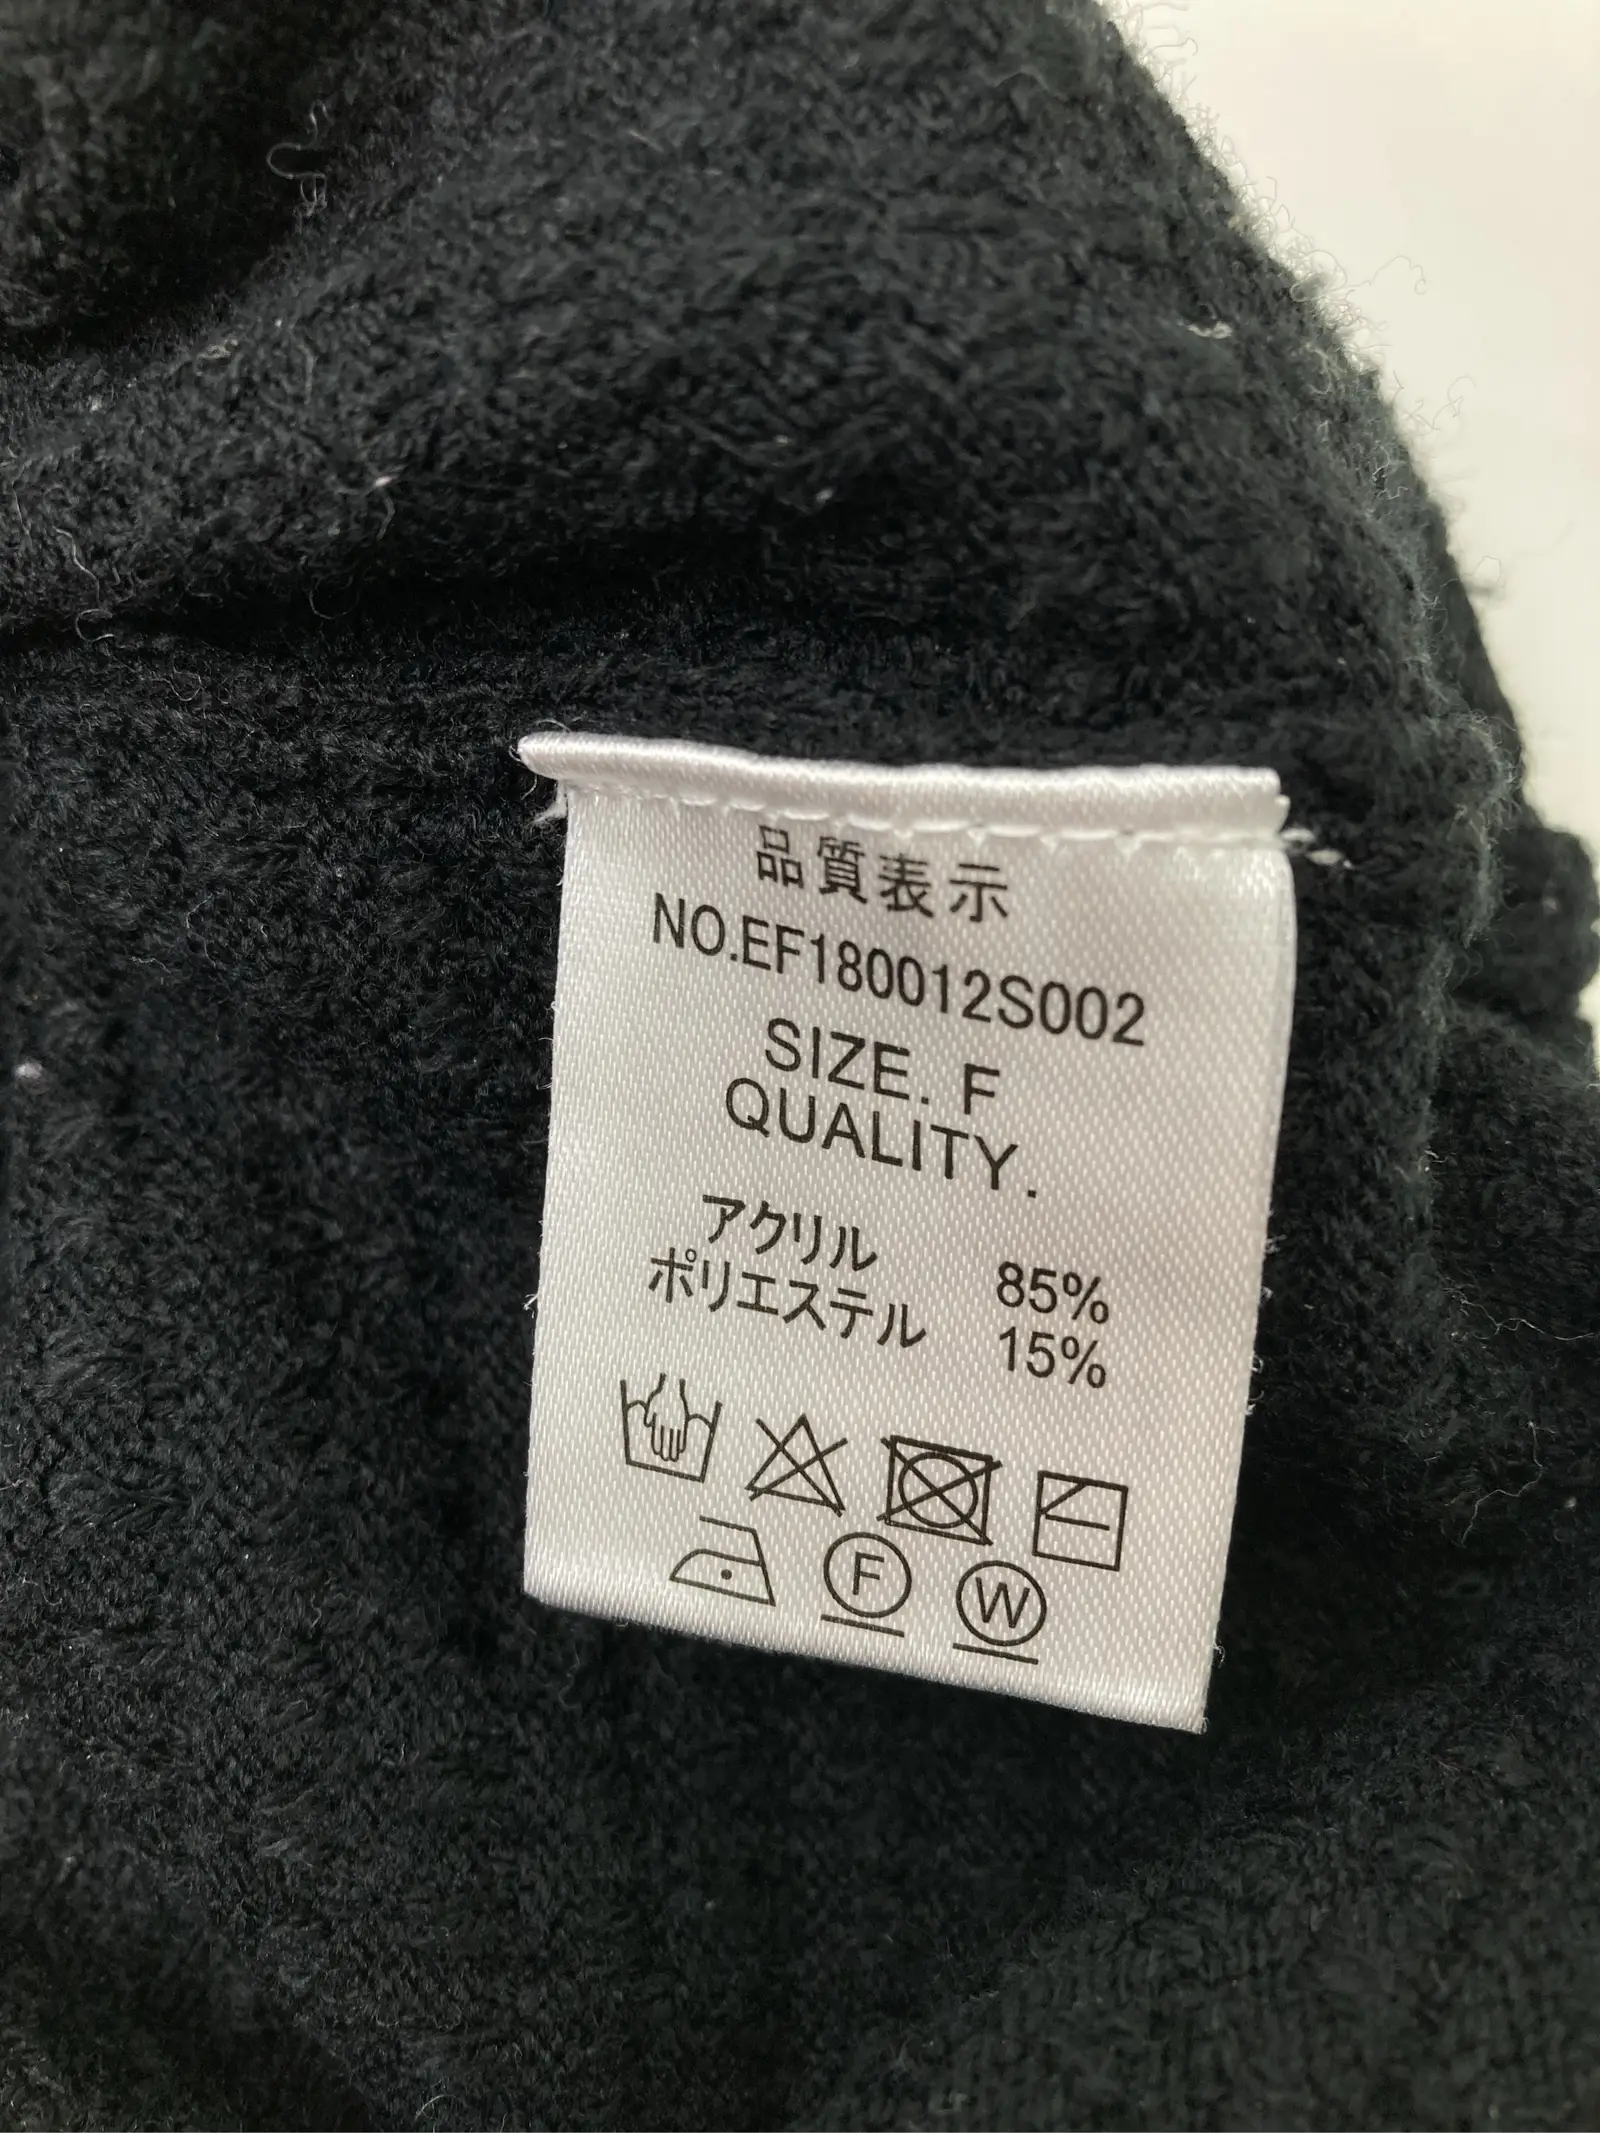 品質表示
NO.EF180012S002
SIZE. F
QUALITY.
アクリル 85%
ポリエステル 15%
F W